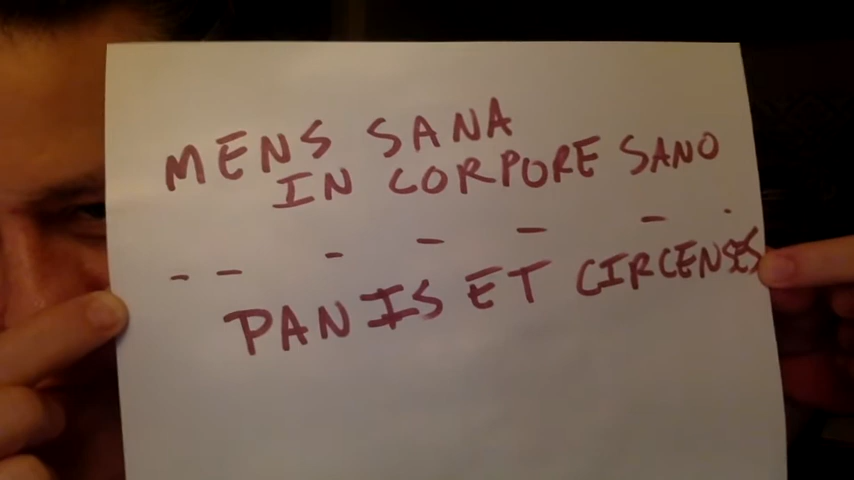 MENS SANA
IN CORPORE SANO
- - - - - - .
PANIS ET CIRCENSES